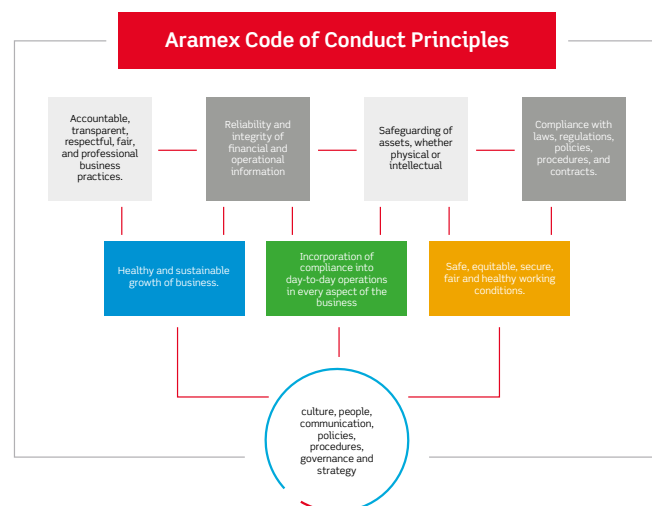 Aramex Code of Conduct Principles
Accountable,
transparent,
respectful, fair,
and professional
business
practices.
Reliability and
integrity of
financial and
operational
information
Safeguarding of
assets, whether
physical or
intellectual
Compliance with
laws, regulations,
policies,
procedures, and
contracts.
Healthy and sustainable
growth of business.
Incorporation of
compliance into
day-to-day operations
in every aspect of the
business
Safe, equitable, secure,
fair and healthy working
conditions.
culture, people,
communication,
policies,
procedures,
governance and
strategy